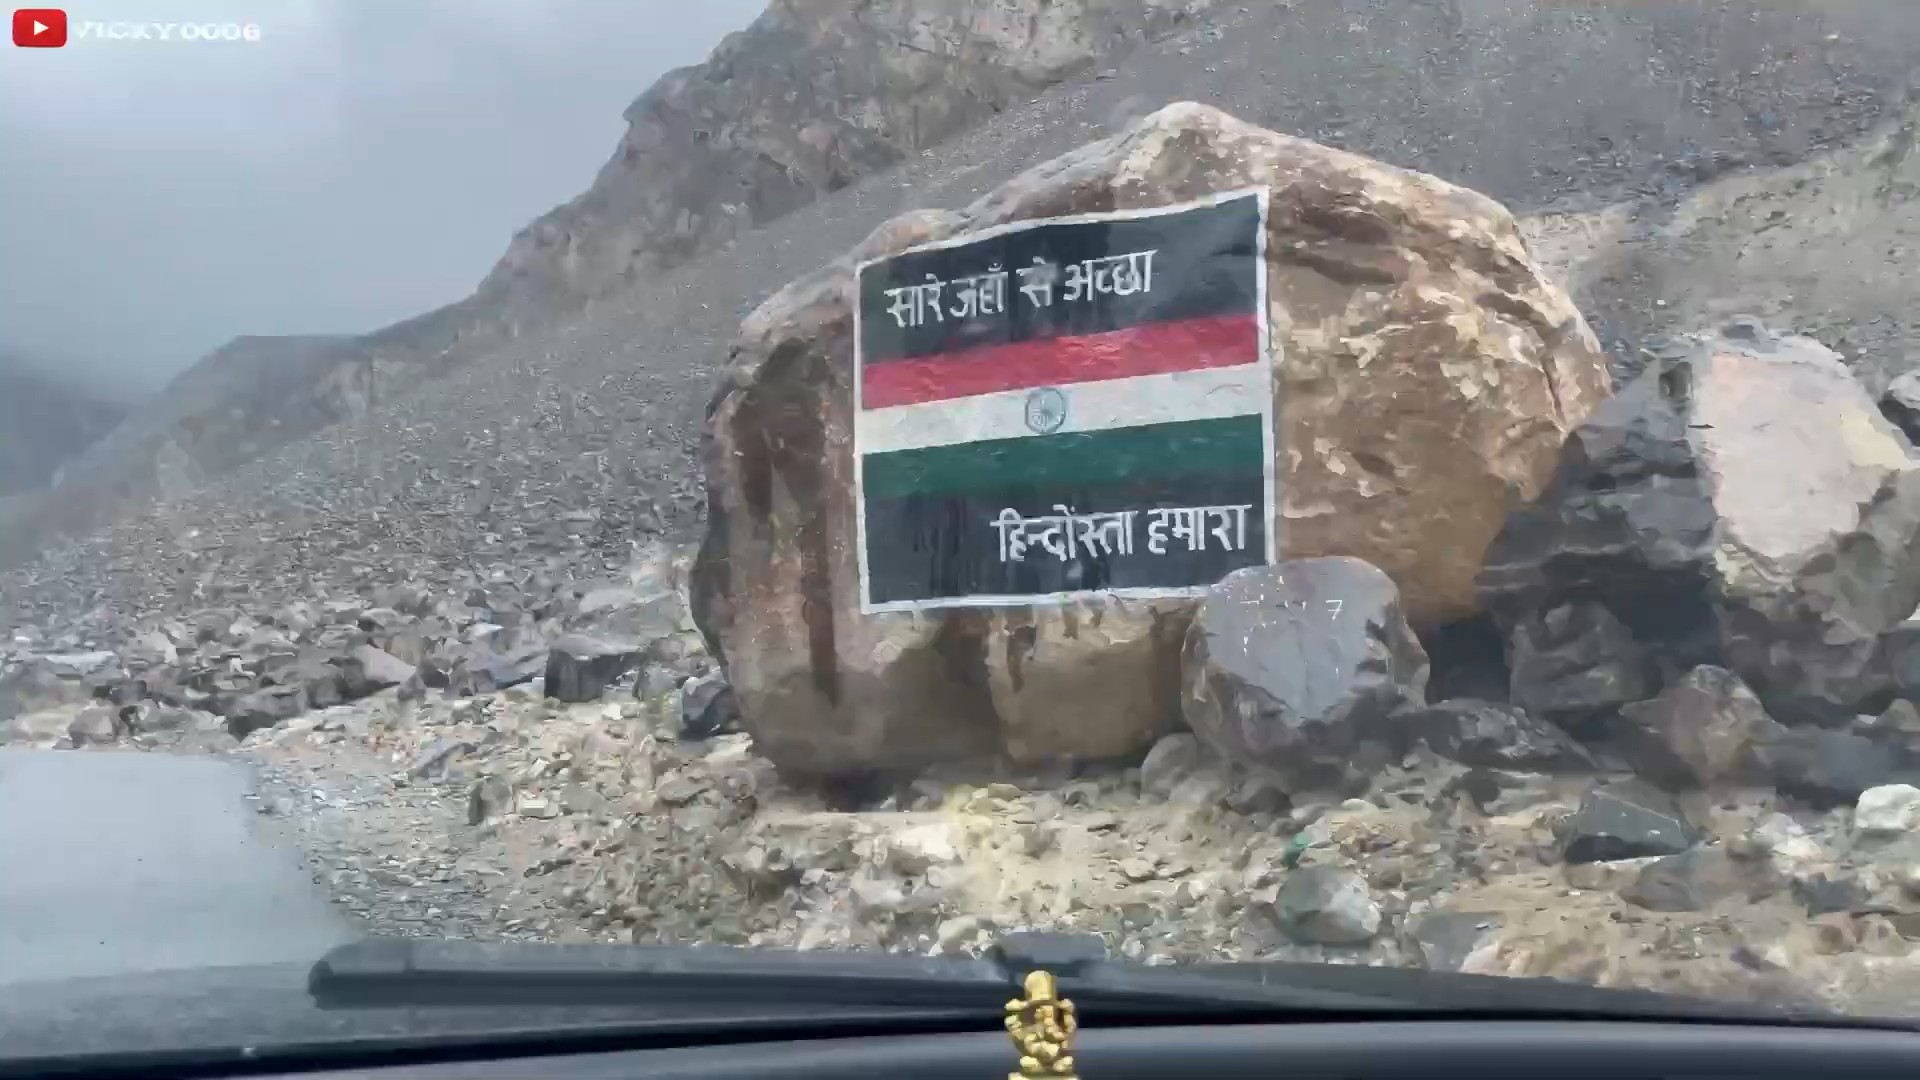 VICKY0006
सारे जहाँ से अच्छा
हिन्दोंस्ता हमारा